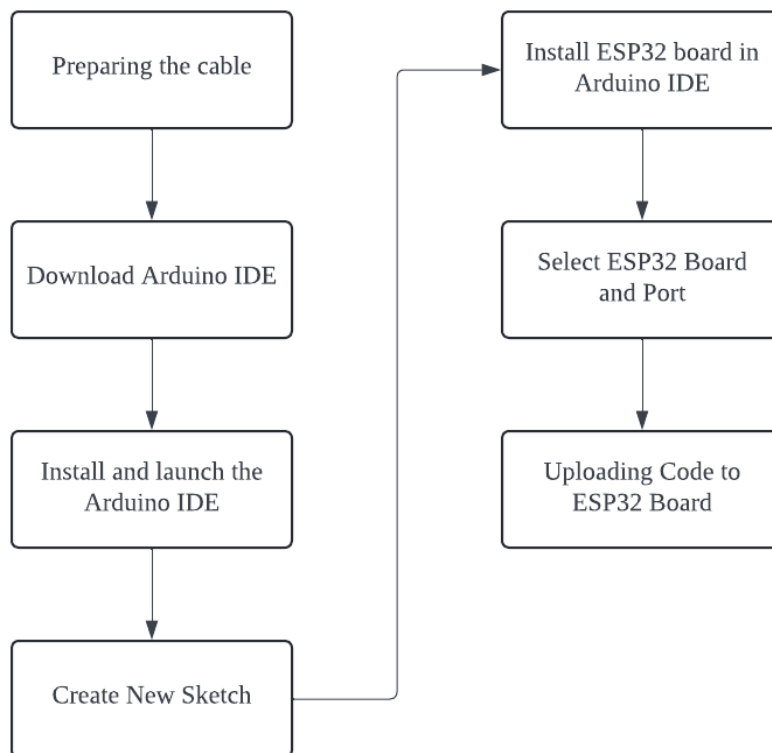 Preparing the cable
Download Arduino IDE
Install and launch the
Arduino IDE
Create New Sketch
Install ESP32 board in
Arduino IDE
Select ESP32 Board
and Port
Uploading Code to
ESP32 Board